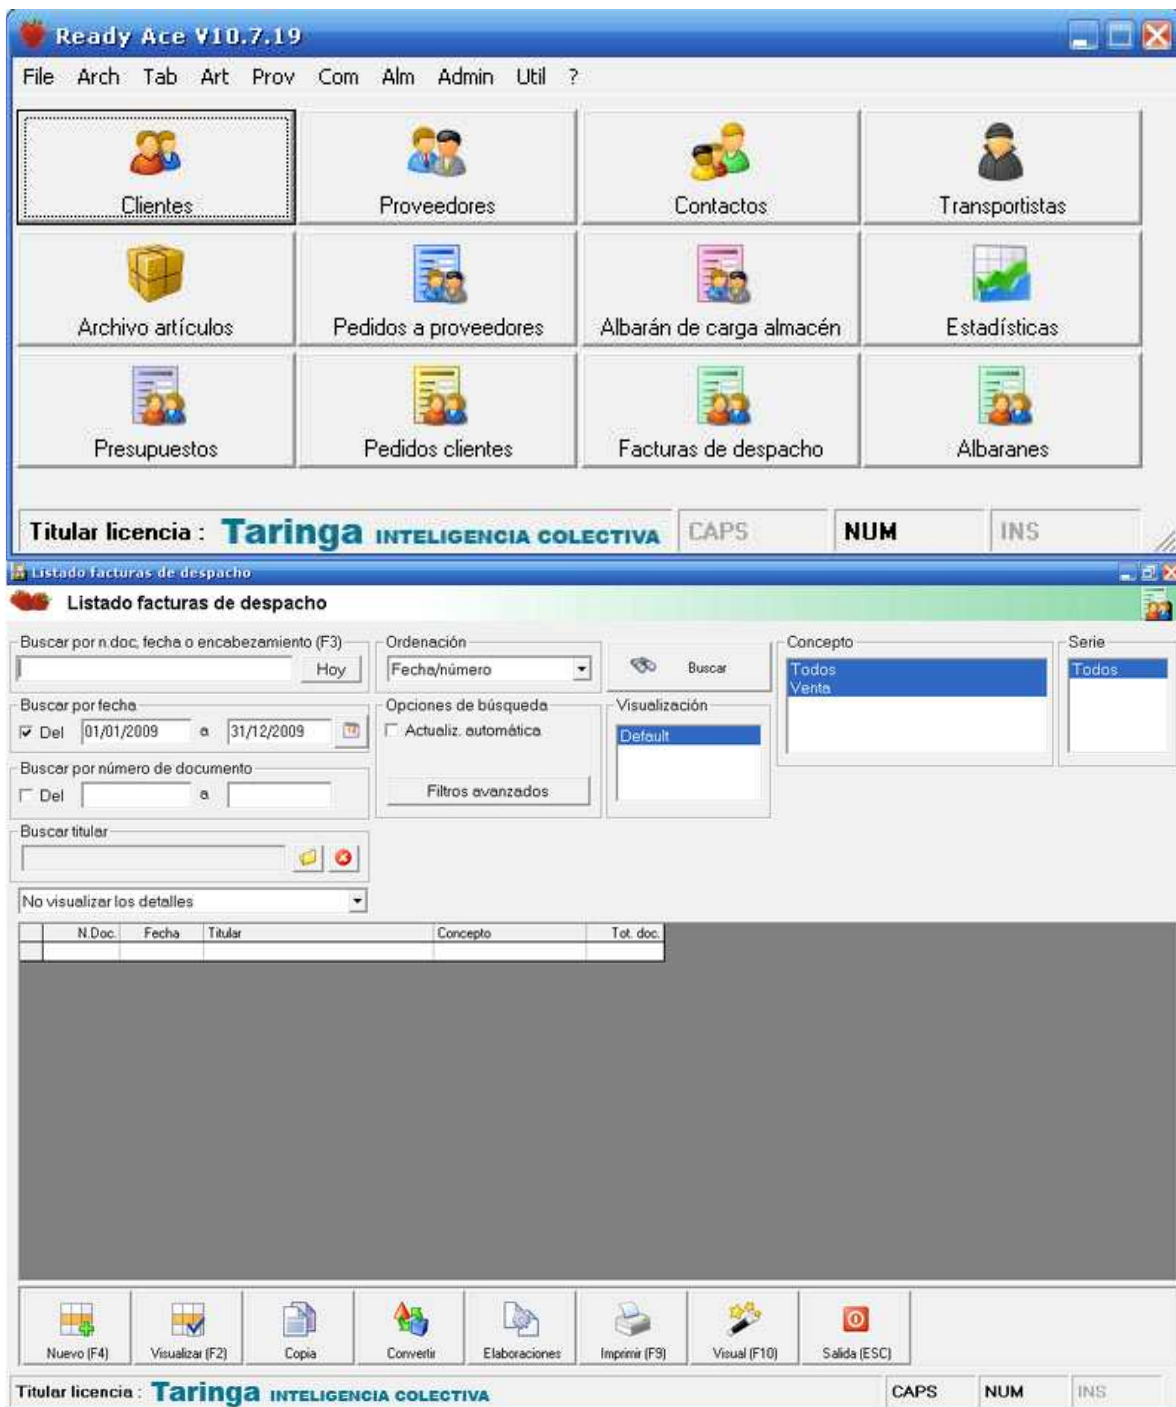 Ready Ace V10.7.19
File Arch Tab Art Prov Com Alm Admin Util ?
Clientes Proveedores Contactos Transportistas
Archivo artículos Pedidos a proveedores Albarán de carga almacén Estadísticas
Presupuestos Pedidos clientes Facturas de despacho Albaranes
Titular licencia : Taringa INTELIGENCIA COLECTIVA CAPS NUM INS
Listado facturas de despacho
Listado facturas de despacho
Buscar por n.doc, fecha o encabezamiento (F3) Ordenación Concepto Serie
Hoy Fecha/número Buscar Todos Todos
Venta
Buscar por fecha Opciones de búsqueda Visualización
Del 01/01/2009 a 31/12/2009 Actualiz. automática Default
Buscar por número de documento
Del a Filtros avanzados
Buscar titular
No visualizar los detalles
N.Doc. Fecha Titular Concepto Tot. doc.
Nuevo (F4) Visualizar (F2) Copia Convertir Elaboraciones Imprimir (F9) Visual (F10) Salida (ESC)
Titular licencia : Taringa INTELIGENCIA COLECTIVA CAPS NUM INS